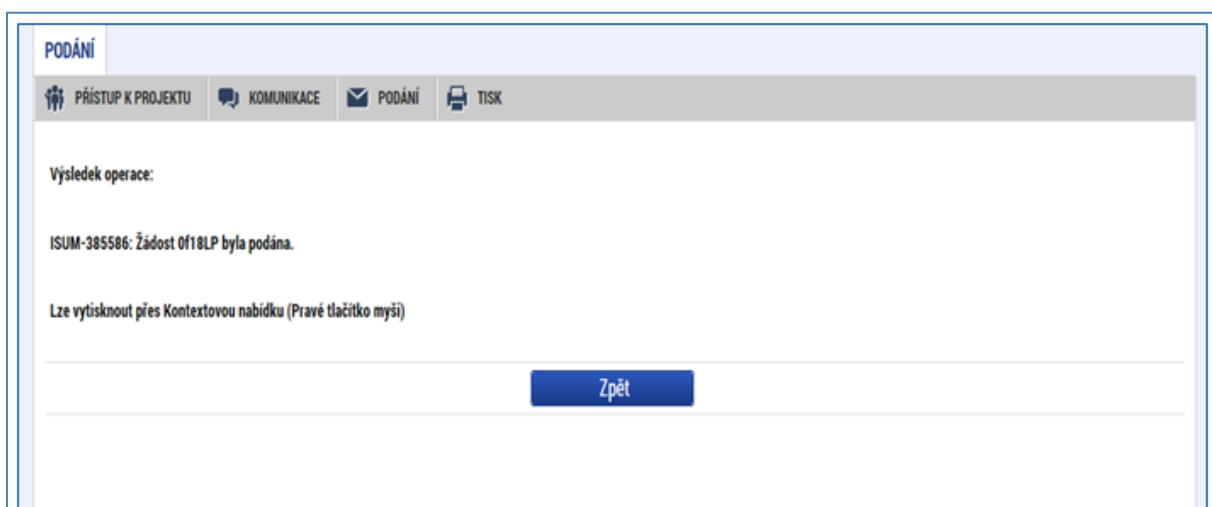 PODÁNÍ
PŘÍSTUP K PROJEKTU KOMUNIKACE PODÁNÍ TISK
Výsledek operace:
ISUM-385586: Žádost 0f18LP byla podána.
Lze vytisknout přes Kontextovou nabídku (Pravé tlačítko myši)
Zpět